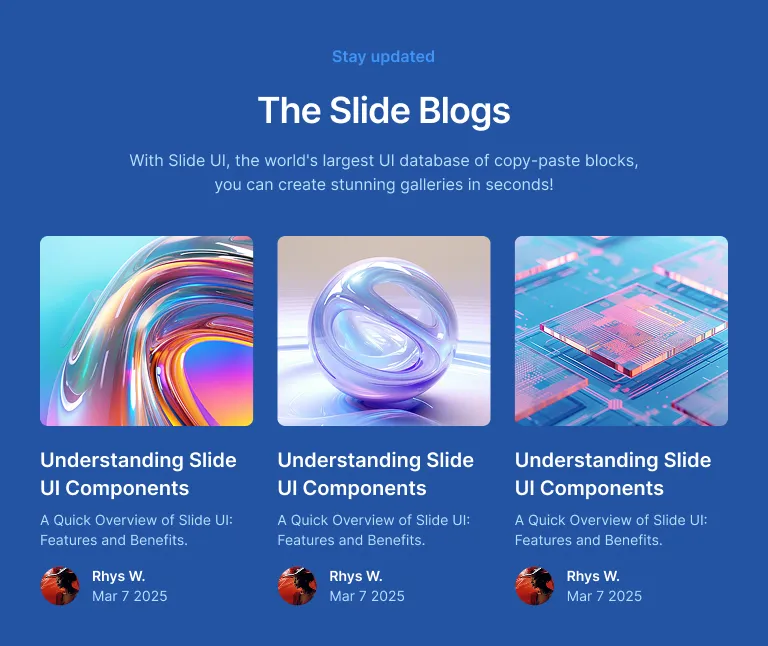 Stay updated
The Slide Blogs
With Slide UI, the world's largest UI database of copy-paste blocks,
you can create stunning galleries in seconds!
Understanding Slide
UI Components
A Quick Overview of Slide UI:
Features and Benefits.
Rhys W.
Mar 7 2025
Understanding Slide
UI Components
A Quick Overview of Slide UI:
Features and Benefits.
Rhys W.
Mar 7 2025
Understanding Slide
UI Components
A Quick Overview of Slide UI:
Features and Benefits.
Rhys W.
Mar 7 2025